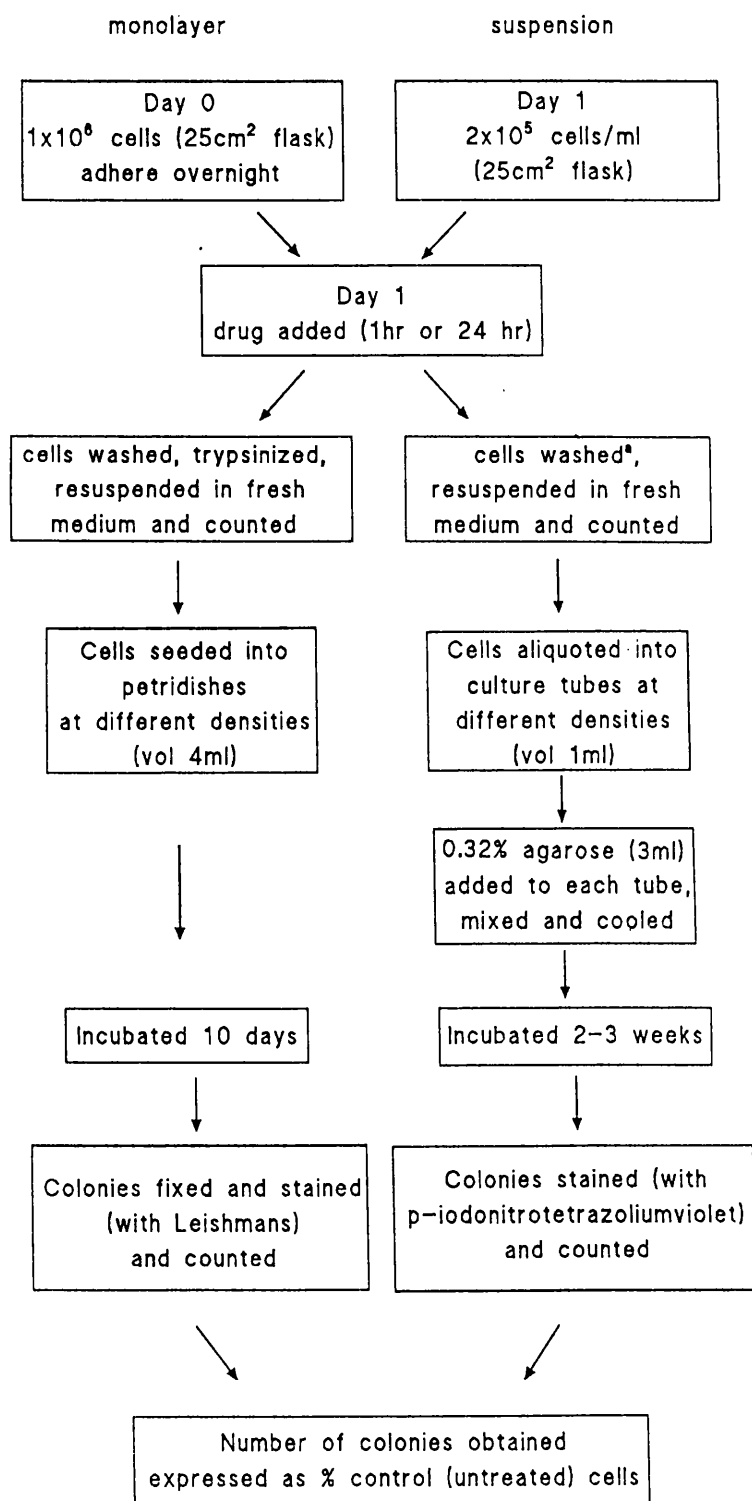 monolayer
suspension
Day 0
1x10⁶ cells (25cm² flask)
adhere overnight
Day 1
2x10⁵ cells/ml
(25cm² flask)
Day 1
drug added (1hr or 24 hr)
cells washed, trypsinized,
resuspended in fresh
medium and counted
cells washedᵃ,
resuspended in fresh
medium and counted
Cells seeded into
petridishes
at different densities
(vol 4ml)
Cells aliquoted into
culture tubes at
different densities
(vol 1ml)
0.32% agarose (3ml)
added to each tube,
mixed and cooled
Incubated 10 days
Incubated 2-3 weeks
Colonies fixed and stained
(with Leishmans)
and counted
Colonies stained (with
p-iodonitrotetrazoliumviolet)
and counted
Number of colonies obtained
expressed as % control (untreated) cells